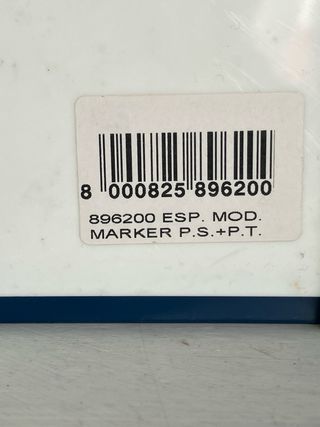 8 000825 896200
896200 ESP. MOD.
MARKER P.S.+P.T.